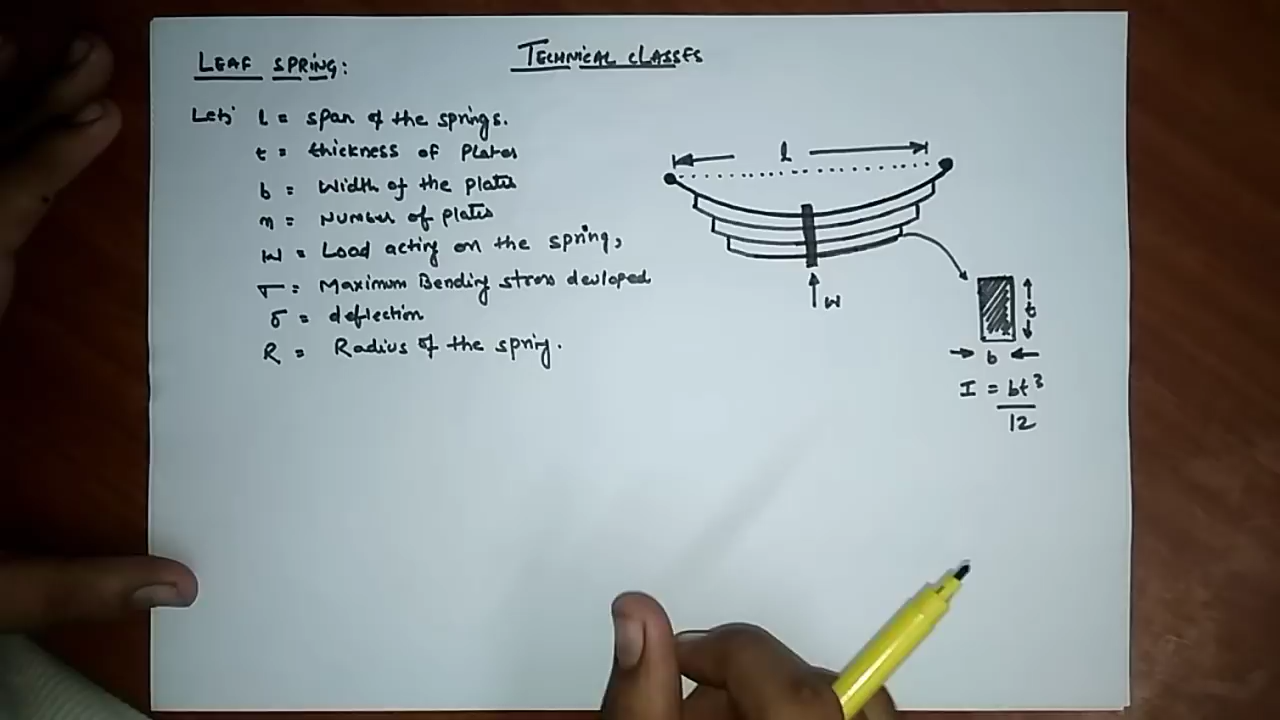 LEAF SPRING:
TECHNICAL CLASSES
Let, l = span of the springs.
t = thickness of Plates
b = Width of the plates
n = Number of plates
W = Load acting on the spring,
σ = Maximum Bending stress devloped
δ = deflection
R = Radius of the spring.
l
W
t
b
I = bt³
12